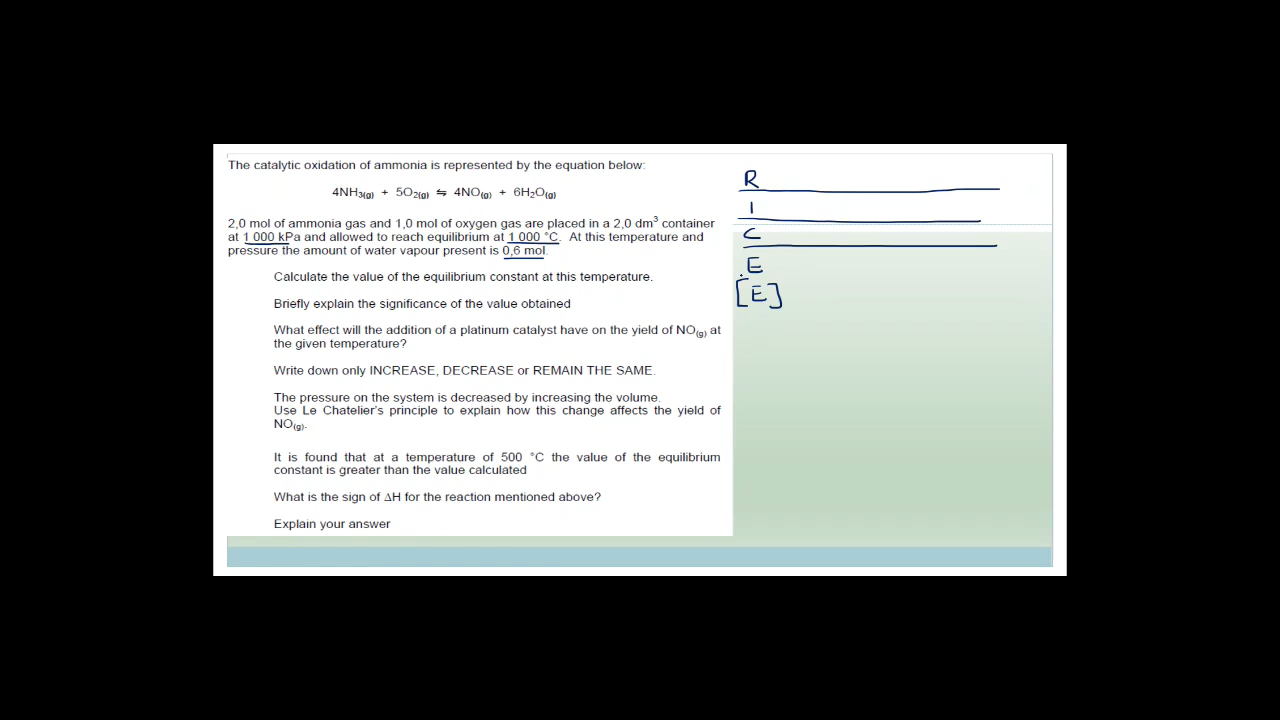 The catalytic oxidation of ammonia is represented by the equation below:
4NH3(g) + 5O2(g) ⇋ 4NO(g) + 6H2O(g)
2,0 mol of ammonia gas and 1,0 mol of oxygen gas are placed in a 2,0 dm³ container
at 1 000 kPa and allowed to reach equilibrium at 1 000 °C. At this temperature and
pressure the amount of water vapour present is 0,6 mol.
Calculate the value of the equilibrium constant at this temperature.
Briefly explain the significance of the value obtained
What effect will the addition of a platinum catalyst have on the yield of NO(g) at
the given temperature?
Write down only INCREASE, DECREASE or REMAIN THE SAME.
The pressure on the system is decreased by increasing the volume.
Use Le Chatelier's principle to explain how this change affects the yield of
NO(g).
It is found that at a temperature of 500 °C the value of the equilibrium
constant is greater than the value calculated
What is the sign of ΔH for the reaction mentioned above?
Explain your answer
R
I
C
E
[E]